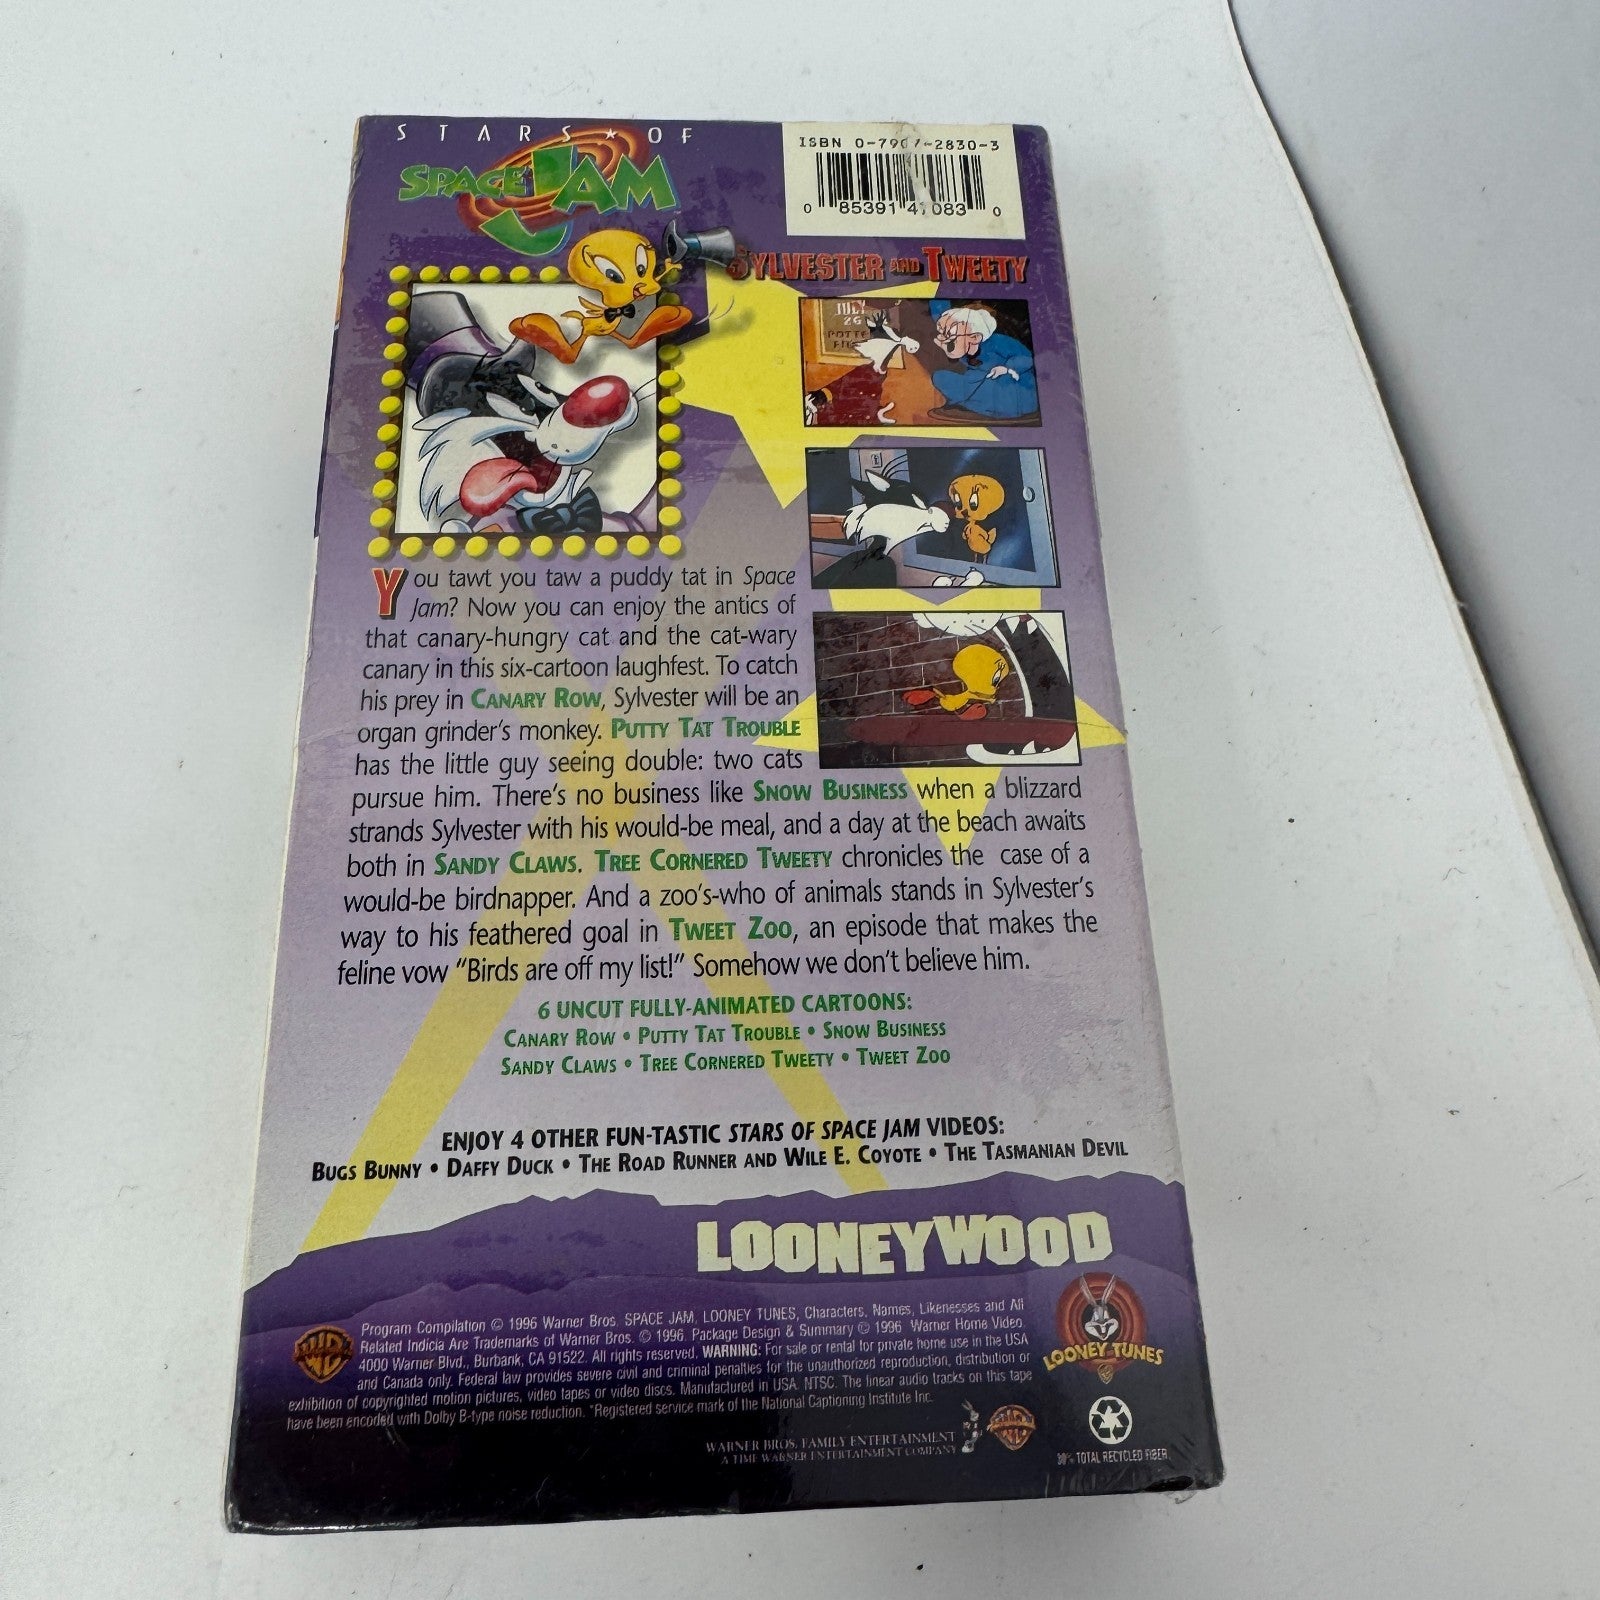 STARS ★ OF
SPACE JAM
ISBN 0-7907-2830-3
0 85391 47083 0
SYLVESTER AND TWEETY
JULY
26
You tawt you taw a puddy tat in Space
Jam? Now you can enjoy the antics of
that canary-hungry cat and the cat-wary
canary in this six-cartoon laughfest. To catch
his prey in CANARY ROW, Sylvester will be an
organ grinder's monkey. PUTTY TAT TROUBLE
has the little guy seeing double: two cats
pursue him. There's no business like SNOW BUSINESS when a blizzard
strands Sylvester with his would-be meal, and a day at the beach awaits
both in SANDY CLAWS. TREE CORNERED TWEETY chronicles the case of a
would-be birdnapper. And a zoo's-who of animals stands in Sylvester's
way to his feathered goal in TWEET ZOO, an episode that makes the
feline vow "Birds are off my list!" Somehow we don't believe him.
6 UNCUT FULLY-ANIMATED CARTOONS:
CANARY ROW • PUTTY TAT TROUBLE • SNOW BUSINESS
SANDY CLAWS • TREE CORNERED TWEETY • TWEET ZOO
ENJOY 4 OTHER FUN-TASTIC STARS OF SPACE JAM VIDEOS:
BUGS BUNNY • DAFFY DUCK • THE ROAD RUNNER AND WILE E. COYOTE • THE TASMANIAN DEVIL
LOONEYWOOD
Program Compilation © 1996 Warner Bros. SPACE JAM, LOONEY TUNES, Characters, Names, Likenesses and All
Related Indicia Are Trademarks of Warner Bros. © 1996. Package Design & Summary © 1996 Warner Home Video.
4000 Warner Blvd., Burbank, CA 91522. All rights reserved. WARNING: For sale or rental for private home use in the USA
and Canada only. Federal law provides severe civil and criminal penalties for the unauthorized reproduction, distribution or
exhibition of copyrighted motion pictures, video tapes or video discs. Manufactured in USA. NTSC. The linear audio tracks on this tape
have been encoded with Dolby B-type noise reduction. *Registered service mark of the National Captioning Institute Inc.
WB
LOONEY TUNES
WARNER BROS. FAMILY ENTERTAINMENT
A TIME WARNER ENTERTAINMENT COMPANY
TOTAL RECYCLED FIBER